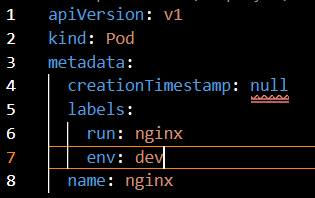 1 apiVersion: v1
2 kind: Pod
3 metadata:
4   creationTimestamp: null
5   labels:
6     run: nginx
7     env: dev
8   name: nginx